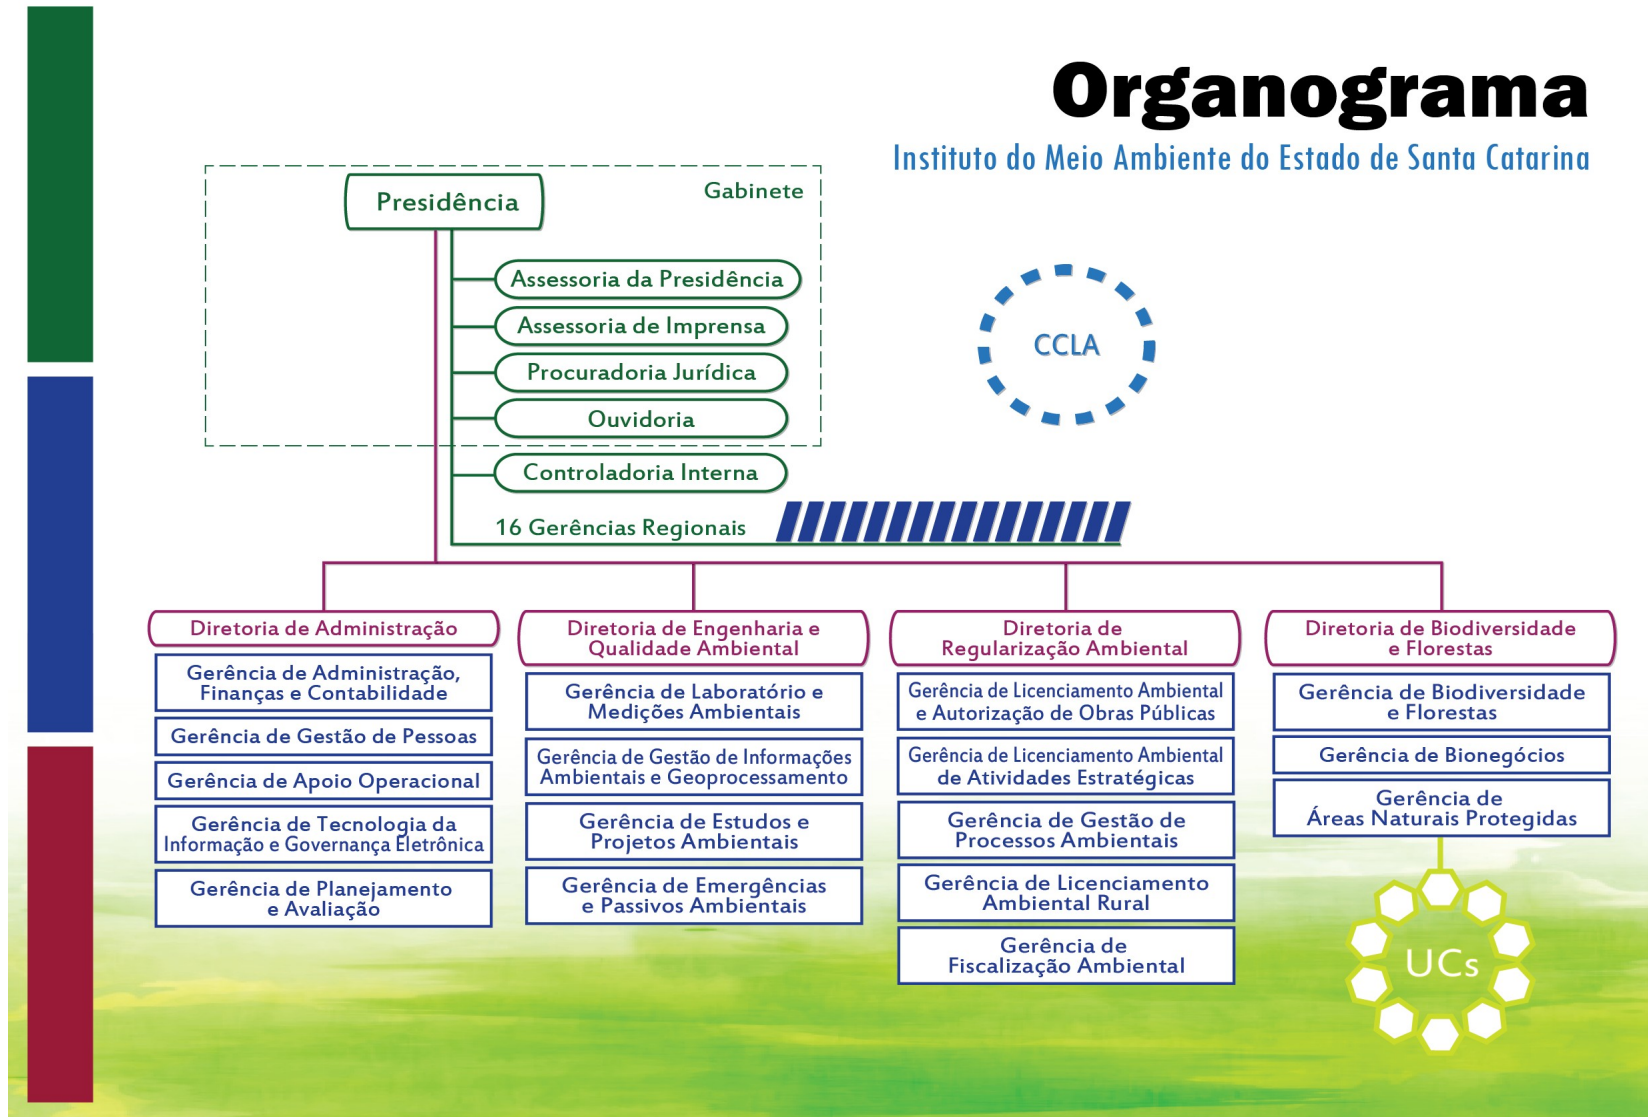 Organograma
Instituto do Meio Ambiente do Estado de Santa Catarina
Gabinete
Presidência
Assessoria da Presidência
Assessoria de Imprensa
Procuradoria Jurídica
Ouvidoria
Controladoria Interna
16 Gerências Regionais
CCLA
Diretoria de Administração
Gerência de Administração,
Finanças e Contabilidade
Gerência de Gestão de Pessoas
Gerência de Apoio Operacional
Gerência de Tecnologia da
Informação e Governança Eletrônica
Gerência de Planejamento
e Avaliação
Diretoria de Engenharia e
Qualidade Ambiental
Gerência de Laboratório e
Medições Ambientais
Gerência de Gestão de Informações
Ambientais e Geoprocessamento
Gerência de Estudos e
Projetos Ambientais
Gerência de Emergências
e Passivos Ambientais
Diretoria de
Regularização Ambiental
Gerência de Licenciamento Ambiental
e Autorização de Obras Públicas
Gerência de Licenciamento Ambiental
de Atividades Estratégicas
Gerência de Gestão de
Processos Ambientais
Gerência de Licenciamento
Ambiental Rural
Gerência de
Fiscalização Ambiental
Diretoria de Biodiversidade
e Florestas
Gerência de Biodiversidade
e Florestas
Gerência de Bionegócios
Gerência de
Áreas Naturais Protegidas
UCs